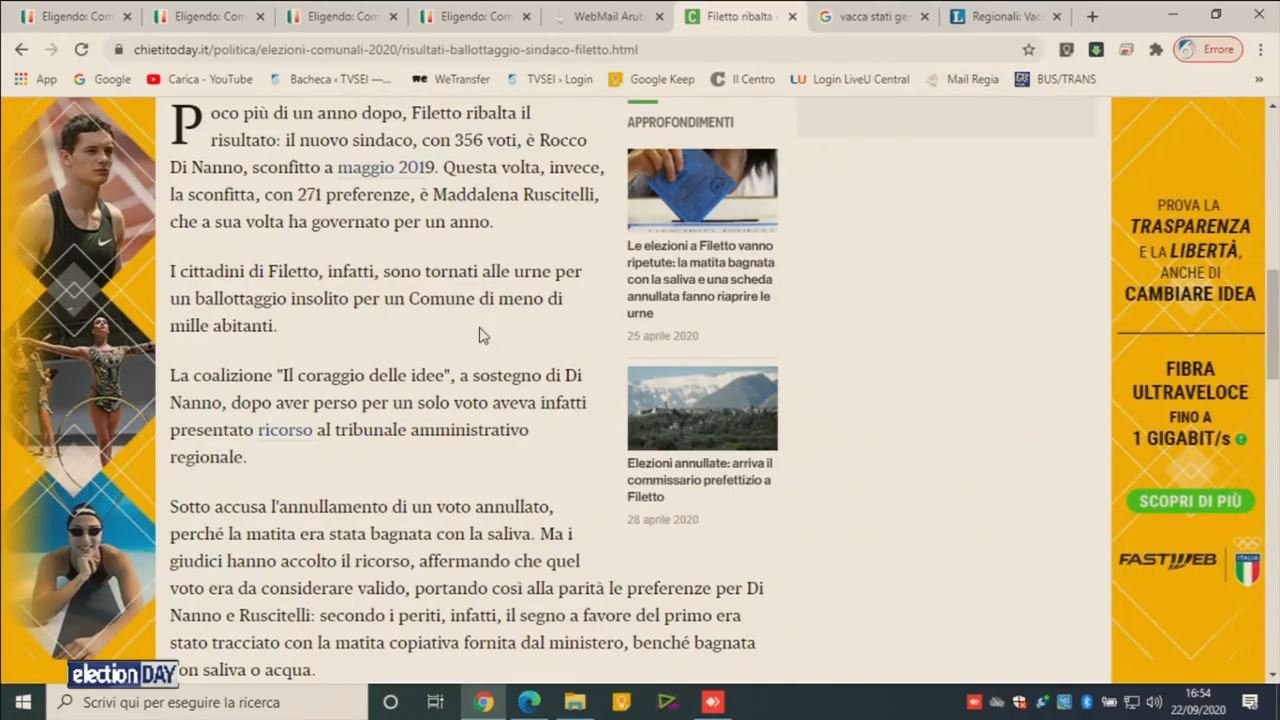 Eligendo: Com
Eligendo: Com
Eligendo: Com
Eligendo: Com
WebMail Arub
Filetto ribalta
vacca stati ge
Regionali: Vac
chietitoday.it/politica/elezioni-comunali-2020/risultati-ballottaggio-sindaco-filetto.html
Errore
App
Google
Carica - YouTube
Bacheca ‹ TVSEI —...
WeTransfer
TVSEI › Login
Google Keep
Il Centro
Login LiveU Central
Mail Regia
BUS/TRANS
»
Poco più di un anno dopo, Filetto ribalta il
risultato: il nuovo sindaco, con 356 voti, è Rocco
Di Nanno, sconfitto a maggio 2019. Questa volta, invece,
la sconfitta, con 271 preferenze, è Maddalena Ruscitelli,
che a sua volta ha governato per un anno.
I cittadini di Filetto, infatti, sono tornati alle urne per
un ballottaggio insolito per un Comune di meno di
mille abitanti.
La coalizione "Il coraggio delle idee", a sostegno di Di
Nanno, dopo aver perso per un solo voto aveva infatti
presentato ricorso al tribunale amministrativo
regionale.
Sotto accusa l'annullamento di un voto annullato,
perché la matita era stata bagnata con la saliva. Ma i
giudici hanno accolto il ricorso, affermando che quel
voto era da considerare valido, portando così alla parità le preferenze per Di
Nanno e Ruscitelli: secondo i periti, infatti, il segno a favore del primo era
stato tracciato con la matita copiativa fornita dal ministero, benché bagnata
con saliva o acqua.
APPROFONDIMENTI
Le elezioni a Filetto vanno
ripetute: la matita bagnata
con la saliva e una scheda
annullata fanno riaprire le
urne
25 aprile 2020
Elezioni annullate: arriva il
commissario prefettizio a
Filetto
28 aprile 2020
PROVA LA
TRASPARENZA
E LA LIBERTÀ,
ANCHE DI
CAMBIARE IDEA
FIBRA
ULTRAVELOCE
FINO A
1 GIGABIT/s
SCOPRI DI PIÙ
FASTWEB
ITALIA
election DAY
Scrivi qui per eseguire la ricerca
16:54
22/09/2020